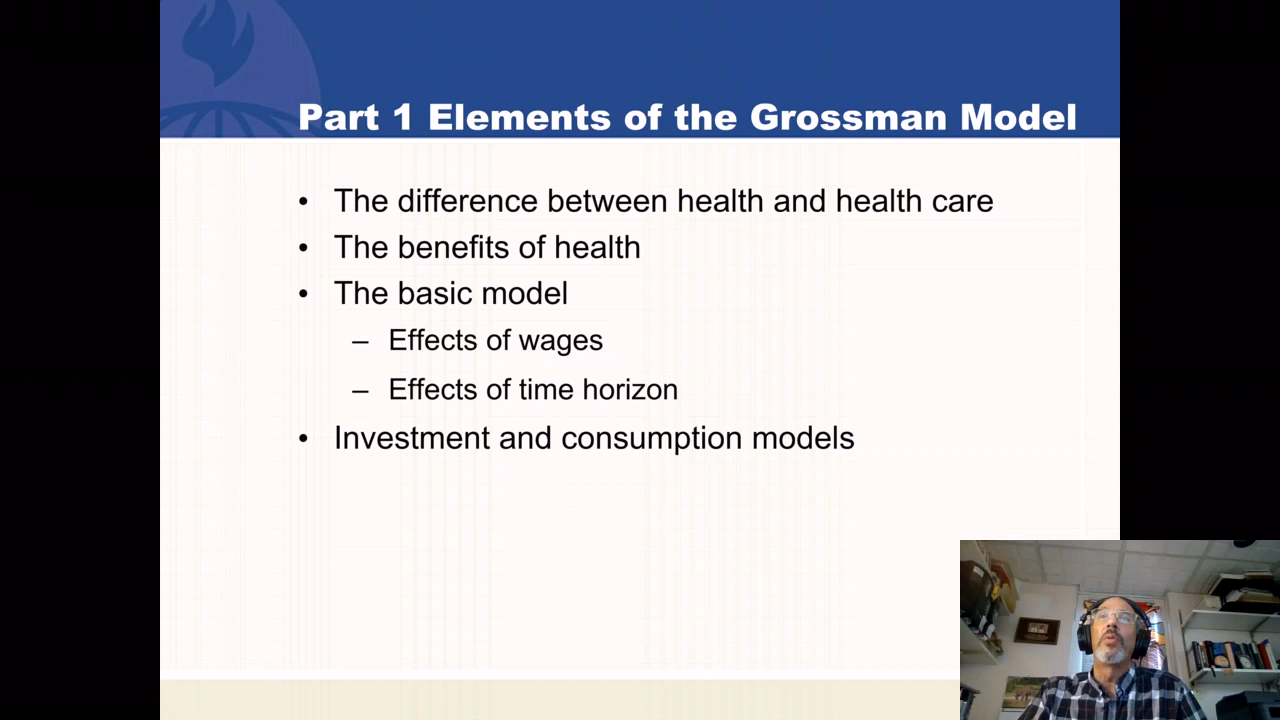 Part 1 Elements of the Grossman Model
• The difference between health and health care
• The benefits of health
• The basic model
– Effects of wages
– Effects of time horizon
• Investment and consumption models